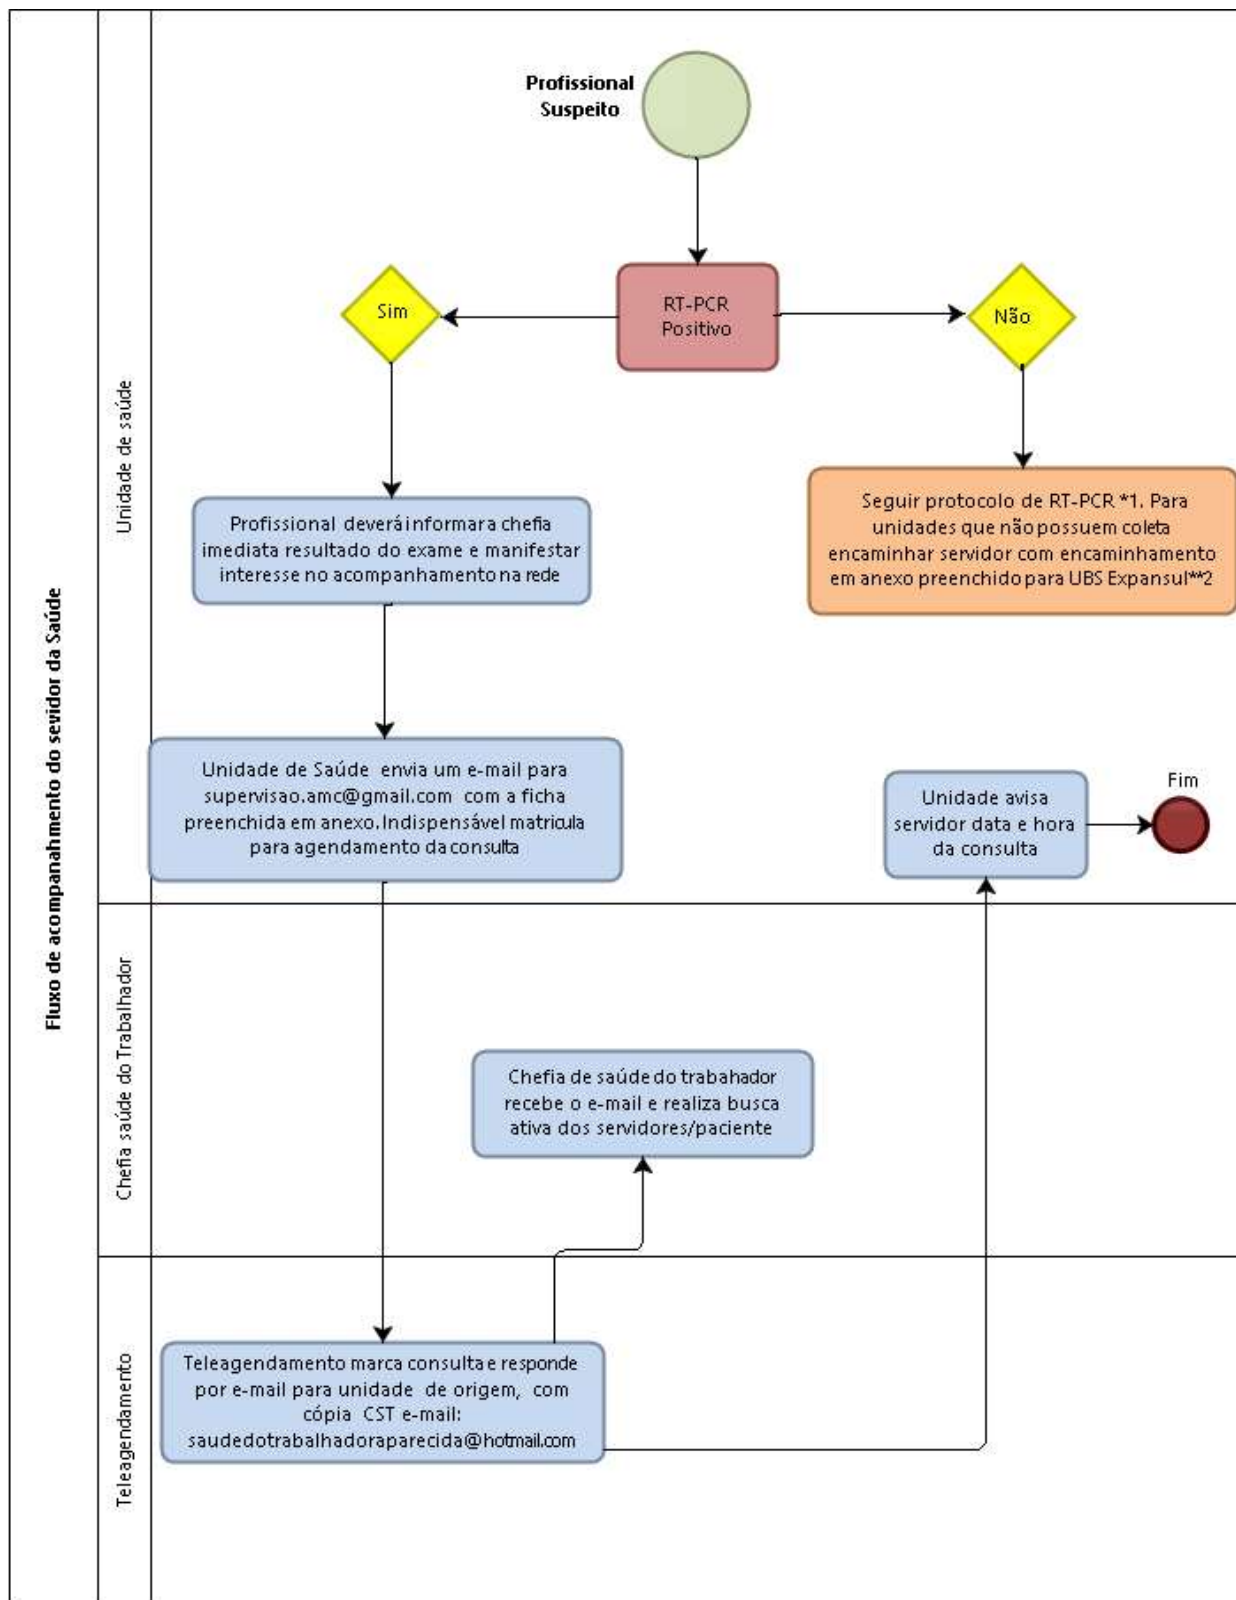 Fluxo de acompanahmento do sevidor da Saúde
Unidade de saúde
Profissional
Suspeito
RT-PCR
Positivo
Sim
Não
Profissional deverá informar a chefia
imediata resultado do exame e manifestar
interesse no acompanhamento na rede
Seguir protocolo de RT-PCR *1. Para
unidades que não possuem coleta
encaminhar servidor com encaminhamento
em anexo preenchido para UBS Expansul**2
Unidade de Saúde envia um e-mail para
supervisao.amc@gmail.com com a ficha
preenchida em anexo. Indispensável matricula
para agendamento da consulta
Unidade avisa
servidor data e hora
da consulta
Fim
Chefia saúde do Trabalhador
Chefia de saúde do trabahador
recebe o e-mail e realiza busca
ativa dos servidores/paciente
Teleagendamento
Teleagendamento marca consulta e responde
por e-mail para unidade de origem, com
cópia CST e-mail:
saudedotrabalhadoraparecida@hotmail.com